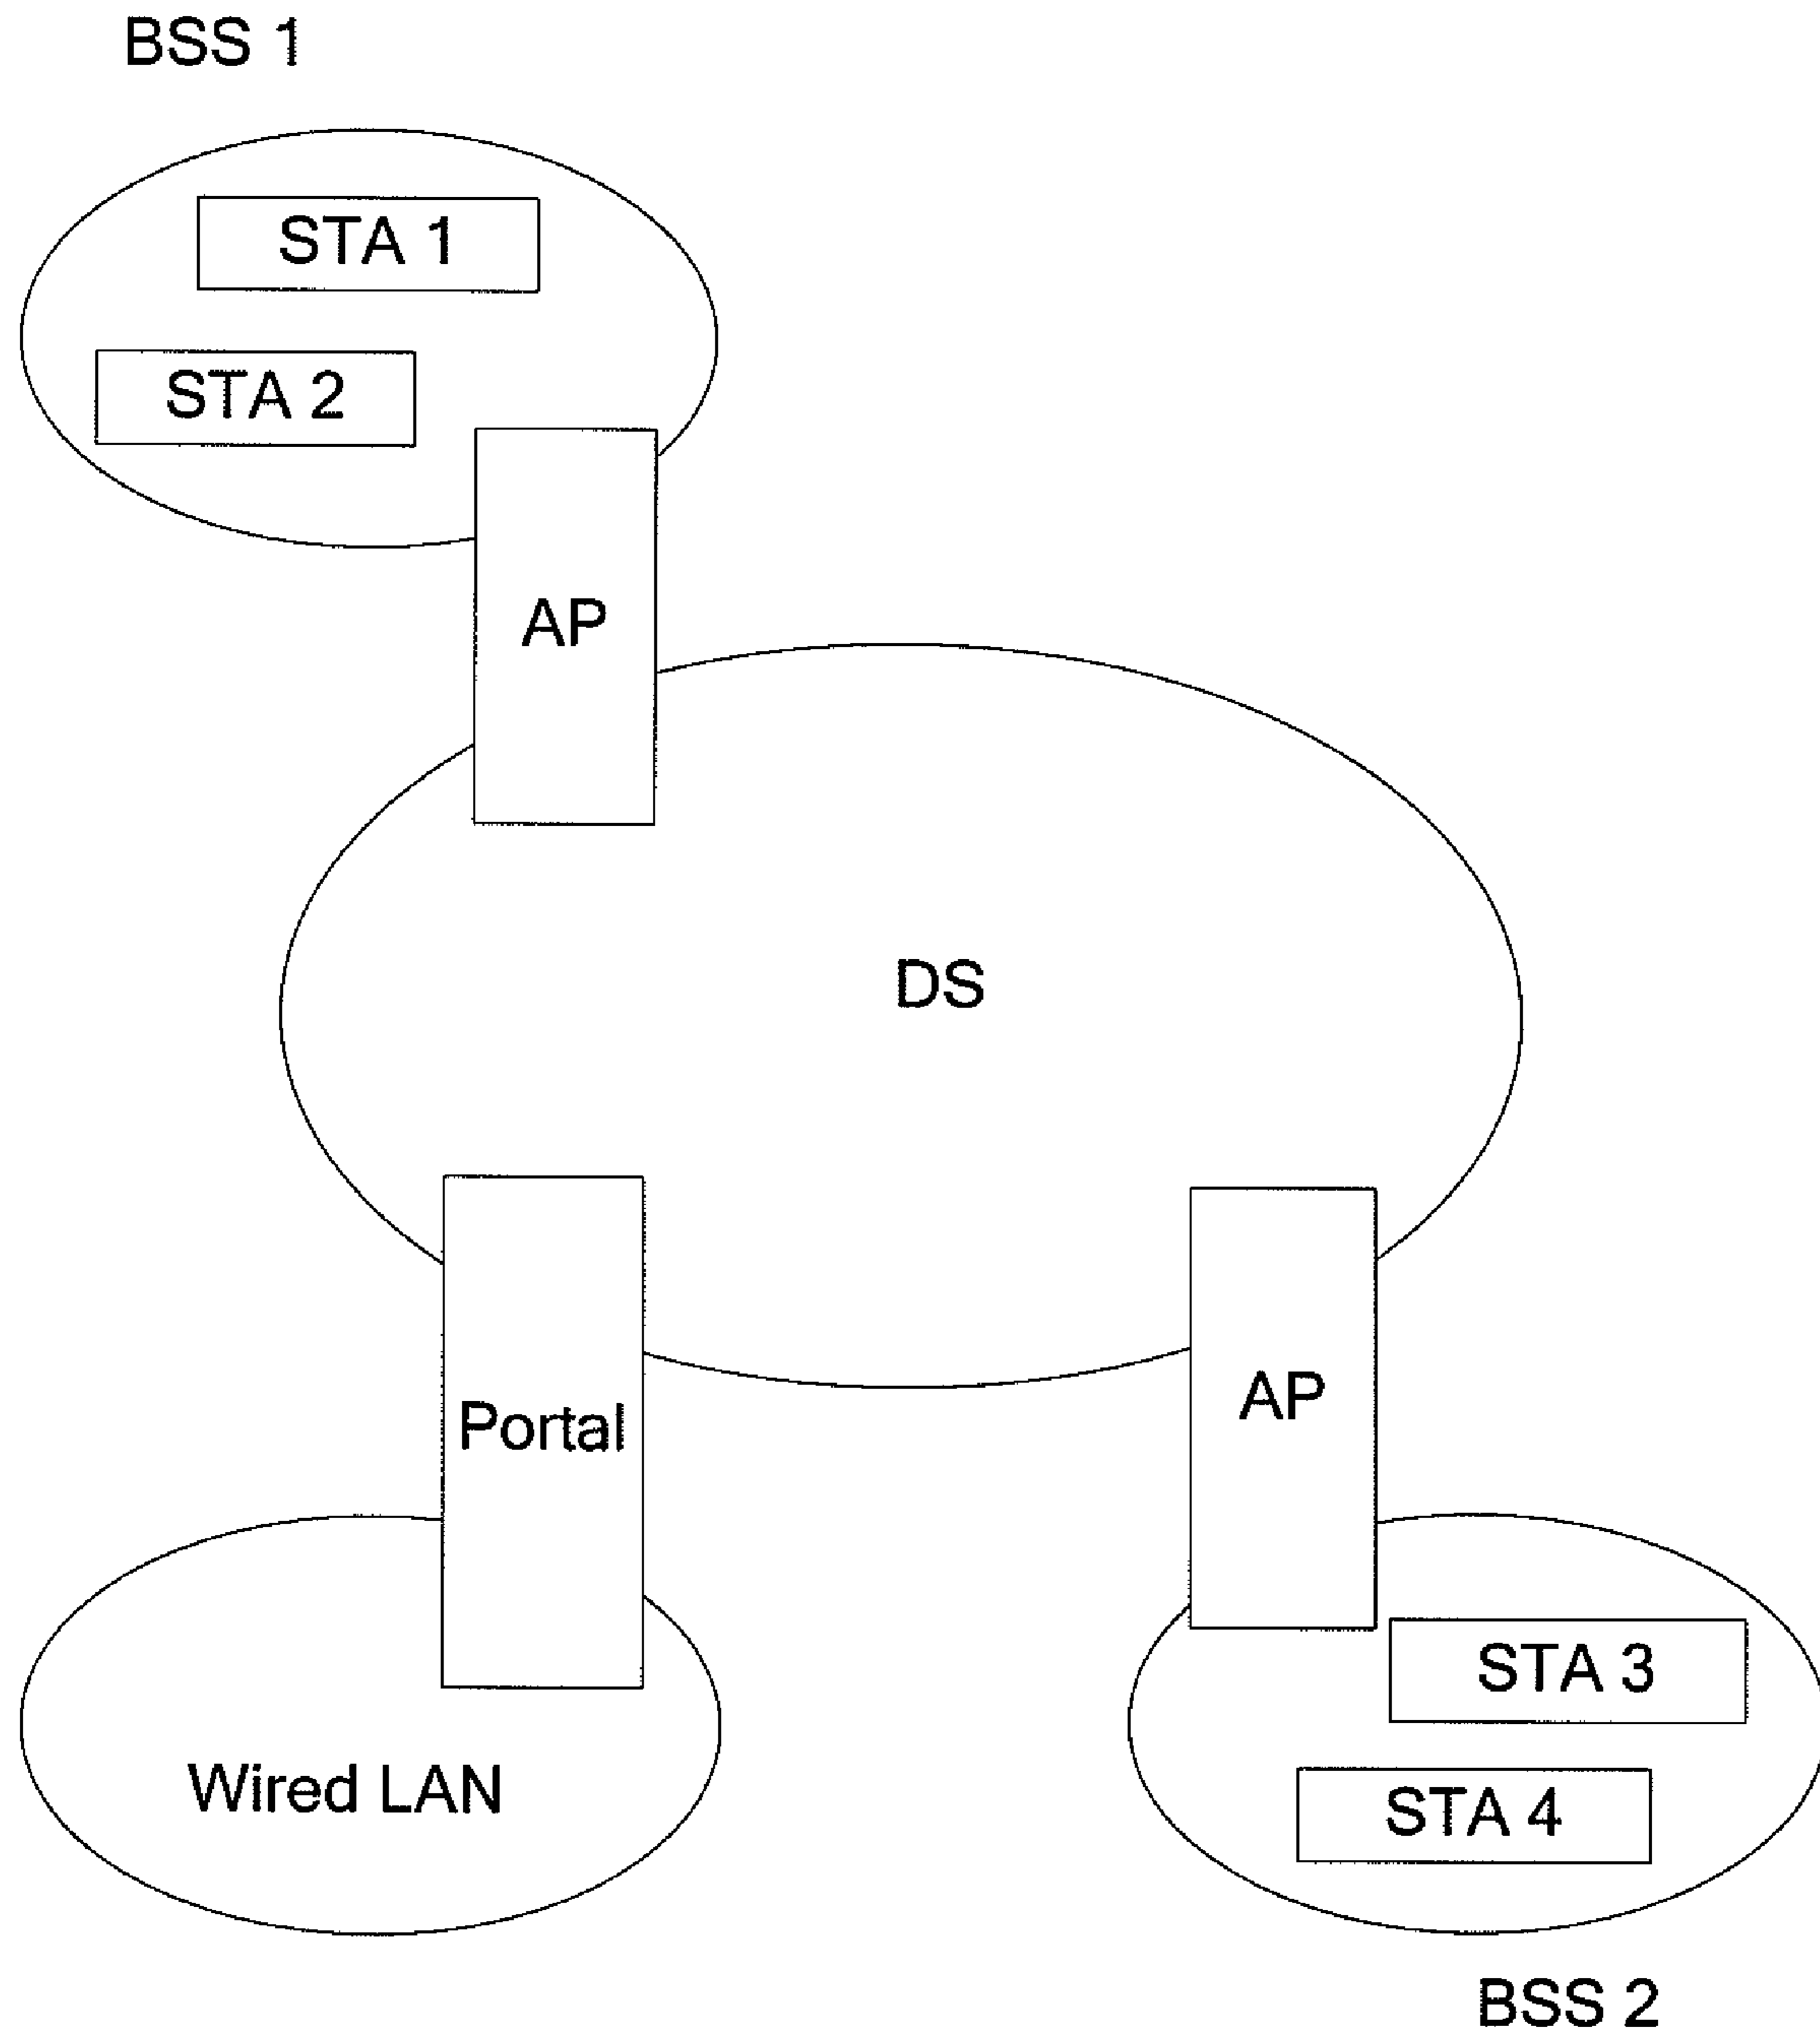 BSS 1
STA 1
STA 2
AP
DS
Portal
AP
Wired LAN
STA 3
STA 4
BSS 2